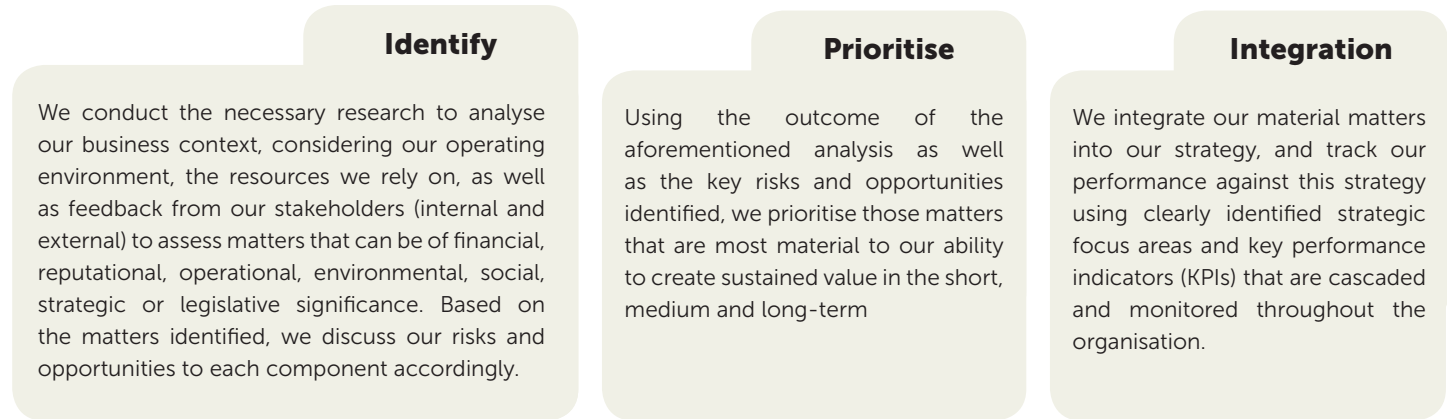 Identify
We conduct the necessary research to analyse
our business context, considering our operating
environment, the resources we rely on, as well
as feedback from our stakeholders (internal and
external) to assess matters that can be of financial,
reputational, operational, environmental, social,
strategic or legislative significance. Based on
the matters identified, we discuss our risks and
opportunities to each component accordingly.
Prioritise
Using the outcome of the
aforementioned analysis as well
as the key risks and opportunities
identified, we prioritise those matters
that are most material to our ability
to create sustained value in the short,
medium and long-term
Integration
We integrate our material matters
into our strategy, and track our
performance against this strategy
using clearly identified strategic
focus areas and key performance
indicators (KPIs) that are cascaded
and monitored throughout the
organisation.